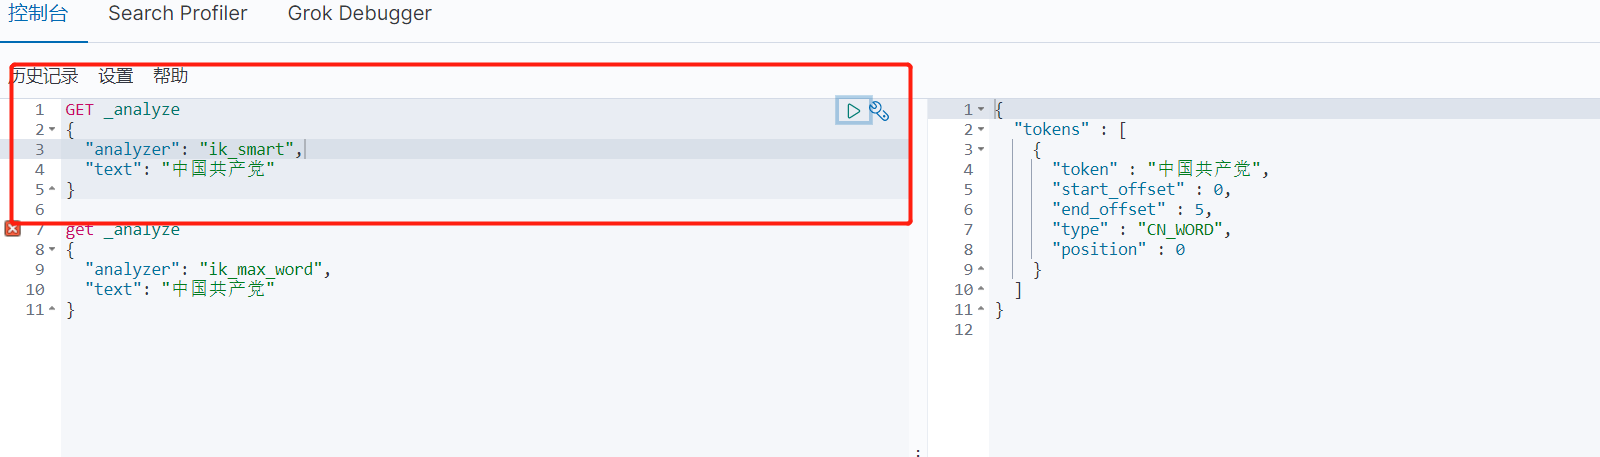 控制台 Search Profiler Grok Debugger
历史记录 设置 帮助
1 GET _analyze
2 {
3 "analyzer": "ik_smart",
4 "text": "中国共产党"
5 }
6
7 get _analyze
8 {
9 "analyzer": "ik_max_word",
10 "text": "中国共产党"
11 }
1 {
2 "tokens" : [
3 {
4 "token" : "中国共产党",
5 "start_offset" : 0,
6 "end_offset" : 5,
7 "type" : "CN_WORD",
8 "position" : 0
9 }
10 ]
11 }
12